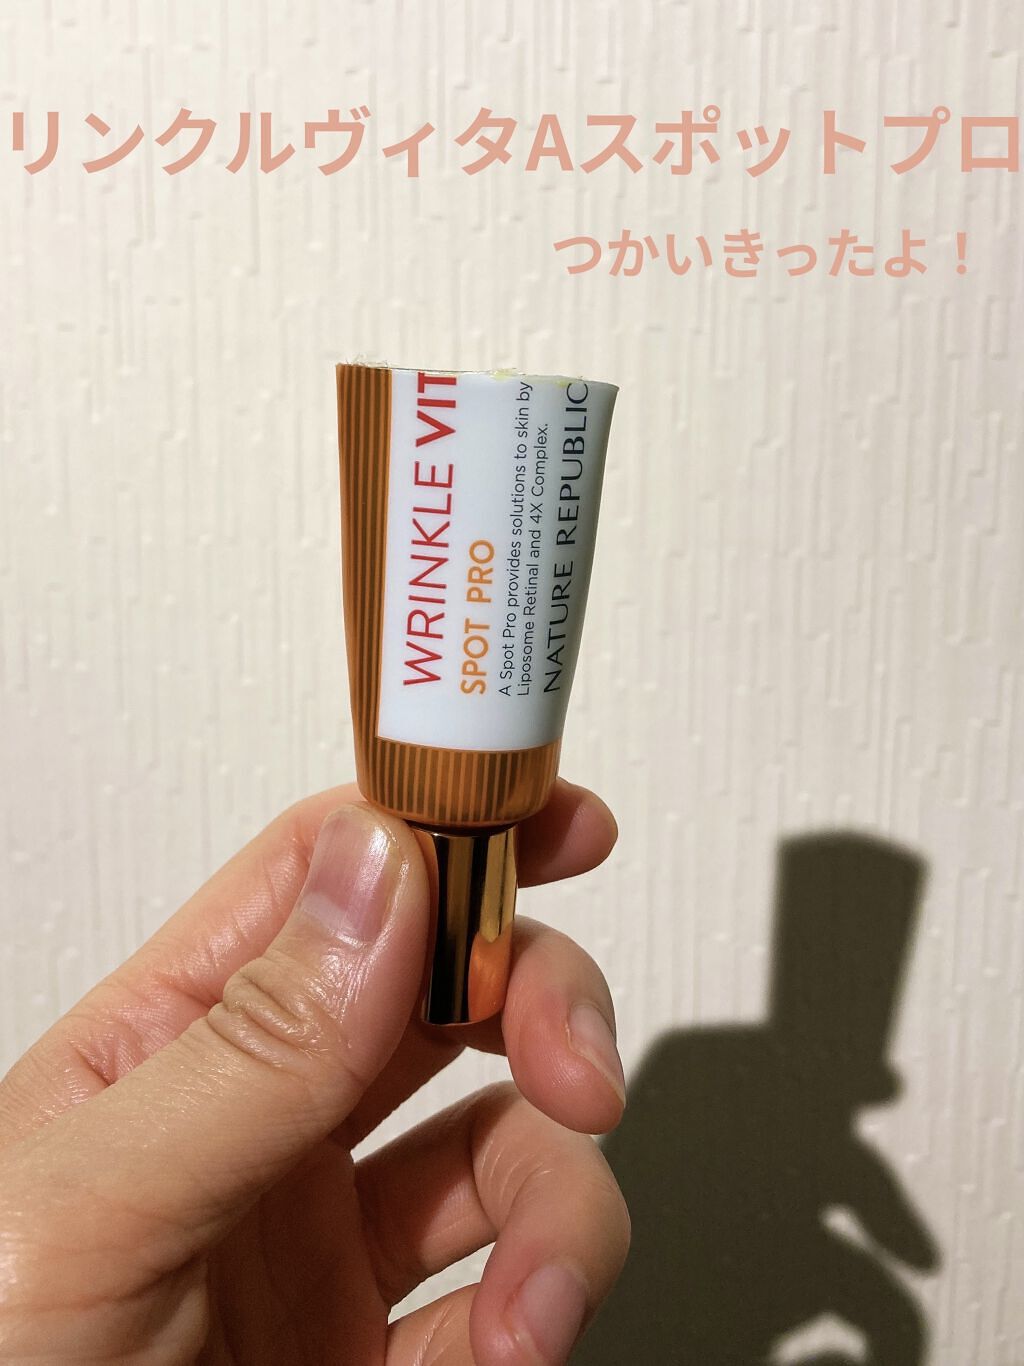 リンクルヴィタAスポットプロ
つかいきったよ！
WRINKLE VIT
SPOT PRO
A Spot Pro provides solutions to skin by
Liposome Retinal and 4X Complex.
NATURE REPUBLIC